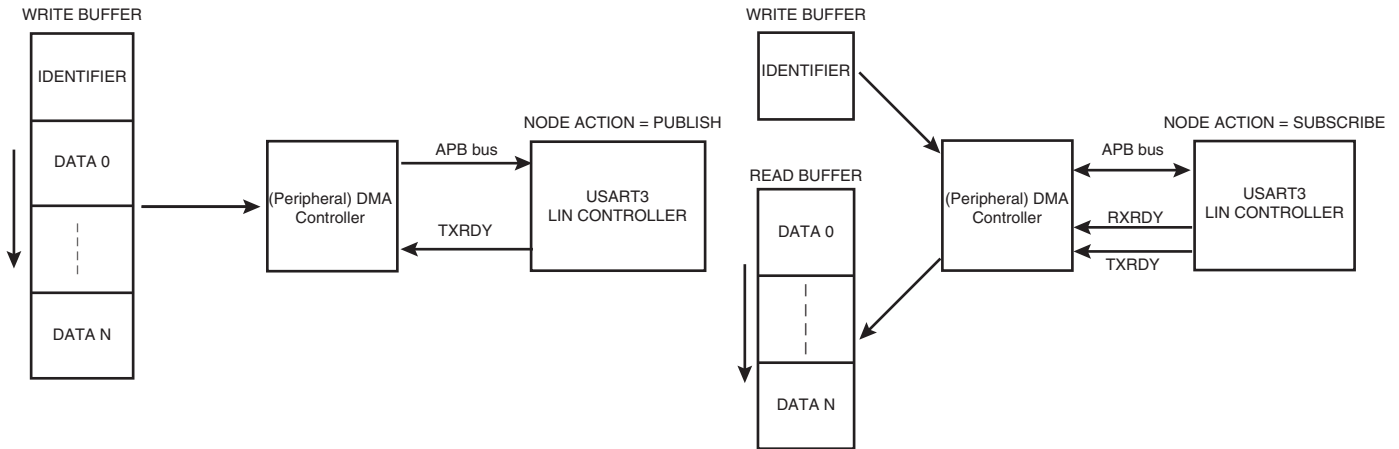 WRITE BUFFER
IDENTIFIER
DATA 0
DATA N
(Peripheral) DMA
Controller
APB bus
TXRDY
NODE ACTION = PUBLISH
USART3
LIN CONTROLLER
WRITE BUFFER
IDENTIFIER
READ BUFFER
DATA 0
DATA N
(Peripheral) DMA
Controller
APB bus
RXRDY
TXRDY
NODE ACTION = SUBSCRIBE
USART3
LIN CONTROLLER